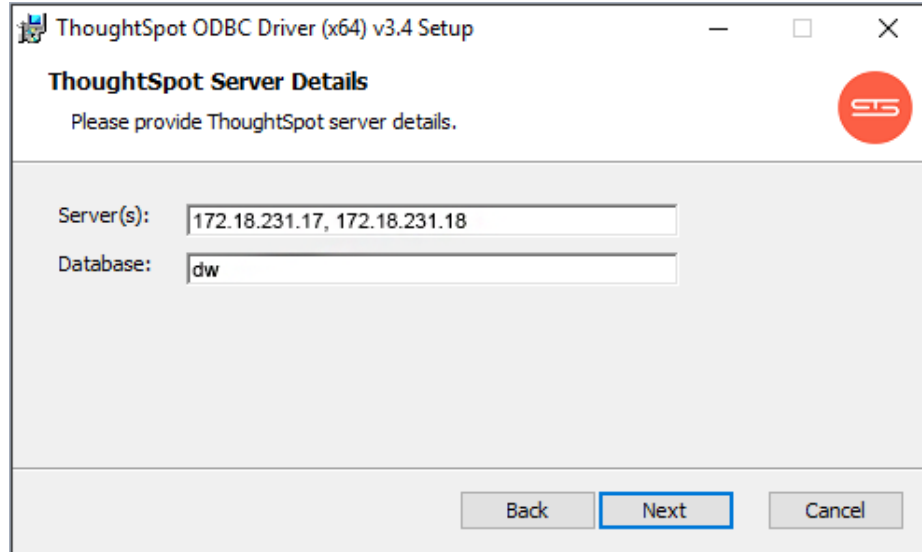 ThoughtSpot ODBC Driver (x64) v3.4 Setup
ThoughtSpot Server Details
Please provide ThoughtSpot server details.
Server(s): 172.18.231.17, 172.18.231.18
Database: dw
Back Next Cancel